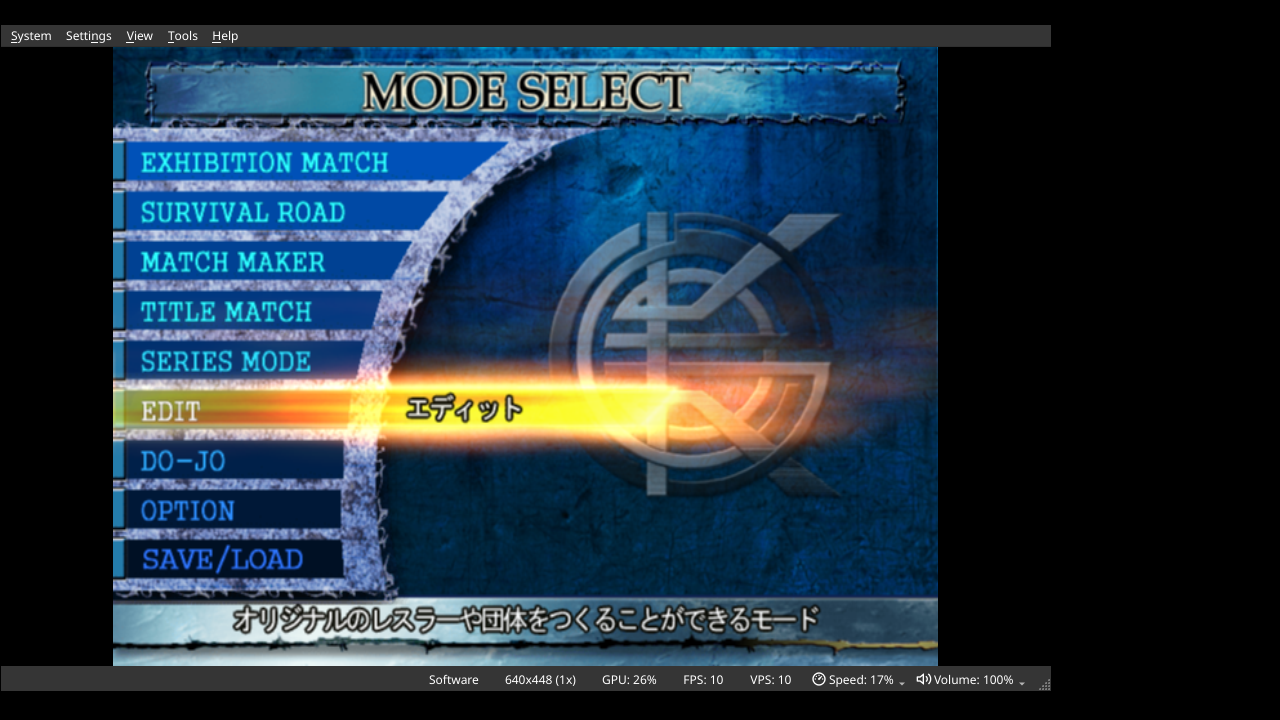 System Settings View Tools Help
MODE SELECT
EXHIBITION MATCH
SURVIVAL ROAD
MATCH MAKER
TITLE MATCH
SERIES MODE
EDIT エディット
DO-JO
OPTION
SAVE/LOAD
オリジナルのレスラーや団体をつくることができるモード
Software 640x448 (1x) GPU: 26% FPS: 10 VPS: 10 Speed: 17% Volume: 100%